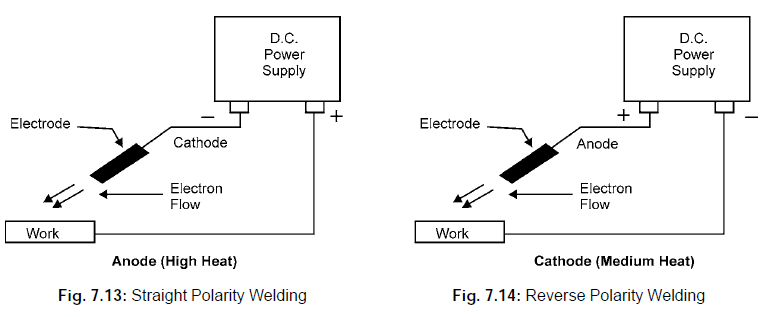 D.C.
Power
Supply
−
+
Electrode
Cathode
Electron
Flow
Work
Anode (High Heat)
Fig. 7.13: Straight Polarity Welding
D.C.
Power
Supply
+
−
Electrode
Anode
Electron
Flow
Work
Cathode (Medium Heat)
Fig. 7.14: Reverse Polarity Welding